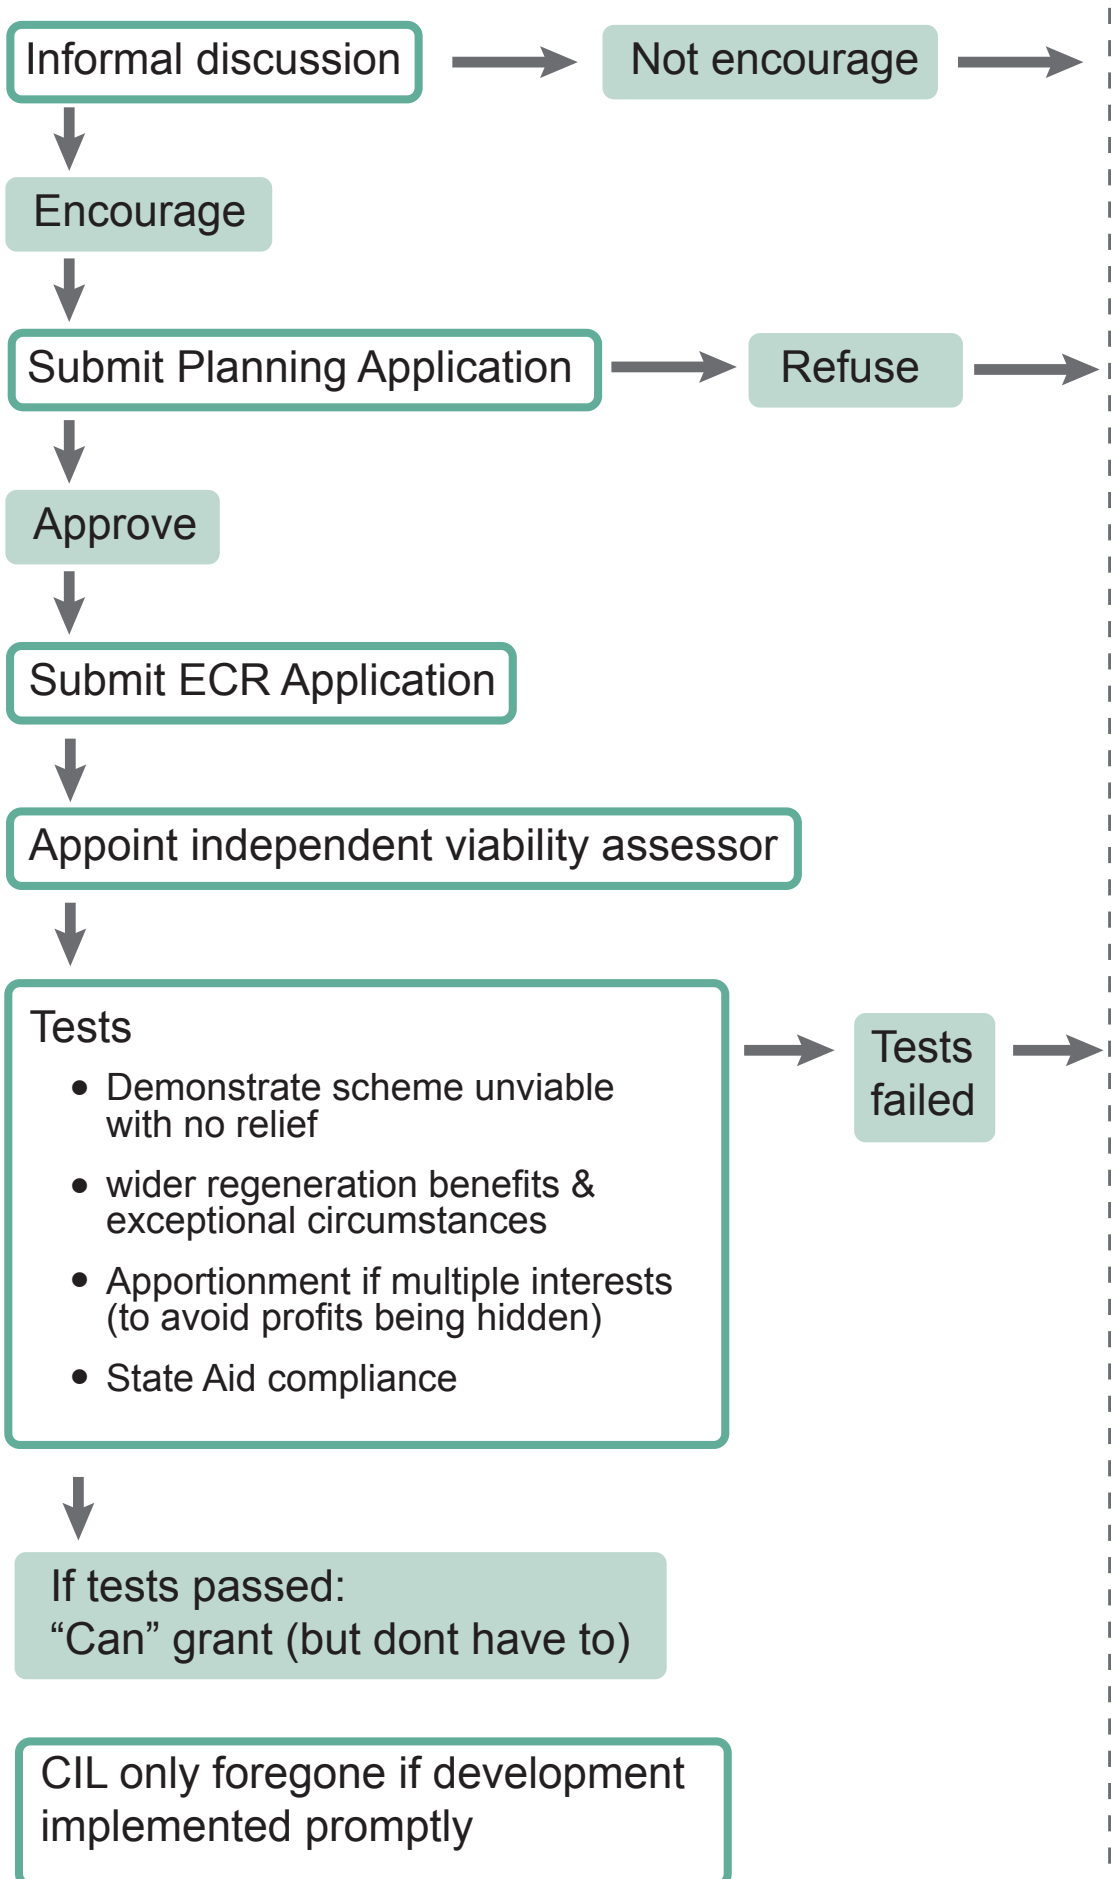 Informal discussion
Not encourage
Encourage
Submit Planning Application
Refuse
Approve
Submit ECR Application
Appoint independent viability assessor
Tests
• Demonstrate scheme unviable
with no relief
• wider regeneration benefits &
exceptional circumstances
• Apportionment if multiple interests
(to avoid profits being hidden)
• State Aid compliance
Tests
failed
If tests passed:
“Can” grant (but dont have to)
CIL only foregone if development
implemented promptly